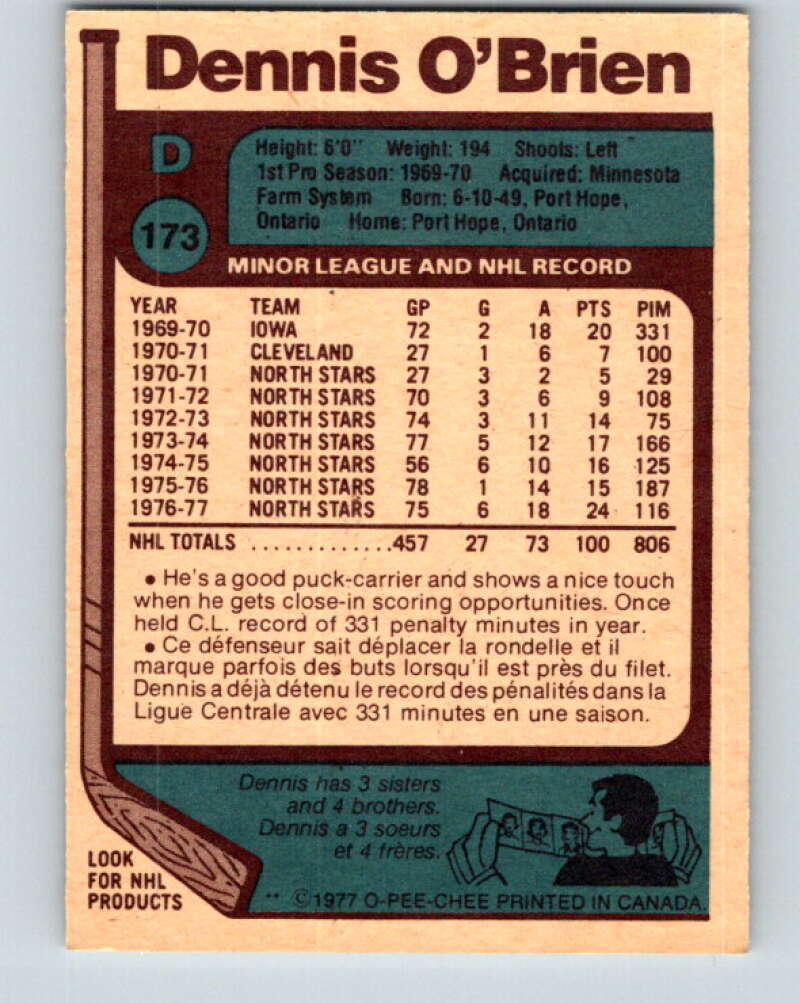 Dennis O'Brien
D
173
Height: 6'0" Weight: 194 Shoots: Left
1st Pro Season: 1969-70 Acquired: Minnesota
Farm System Born: 6-10-49, Port Hope,
Ontario Home: Port Hope, Ontario
MINOR LEAGUE AND NHL RECORD
YEAR TEAM GP G A PTS PIM
1969-70 IOWA 72 2 18 20 331
1970-71 CLEVELAND 27 1 6 7 100
1970-71 NORTH STARS 27 3 2 5 29
1971-72 NORTH STARS 70 3 6 9 108
1972-73 NORTH STARS 74 3 11 14 75
1973-74 NORTH STARS 77 5 12 17 166
1974-75 NORTH STARS 56 6 10 16 125
1975-76 NORTH STARS 78 1 14 15 187
1976-77 NORTH STARS 75 6 18 24 116
NHL TOTALS .............457 27 73 100 806
• He's a good puck-carrier and shows a nice touch
when he gets close-in scoring opportunities. Once
held C.L. record of 331 penalty minutes in year.
• Ce défenseur sait déplacer la rondelle et il
marque parfois des buts lorsqu'il est près du filet.
Dennis a déjà détenu le record des pénalités dans la
Ligue Centrale avec 331 minutes en une saison.
Dennis has 3 sisters
and 4 brothers.
Dennis a 3 soeurs
et 4 frères.
LOOK
FOR NHL
PRODUCTS
** ©1977 O-PEE-CHEE PRINTED IN CANADA.